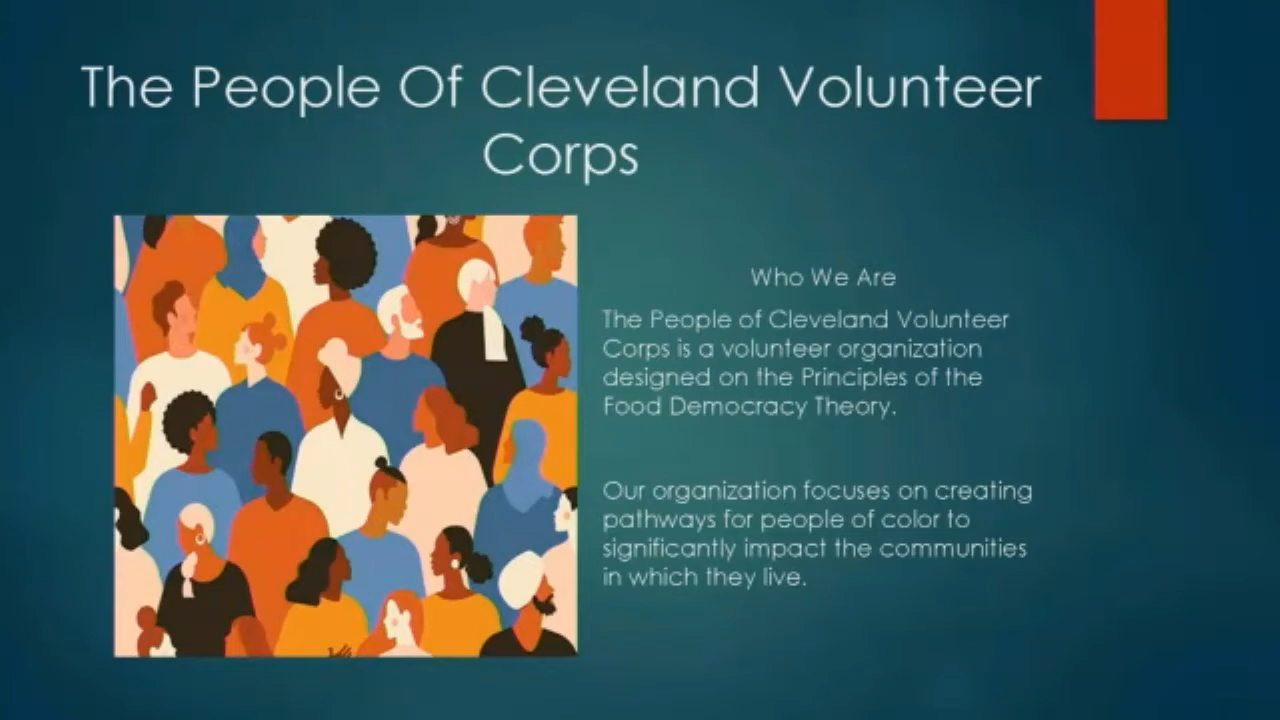 The People Of Cleveland Volunteer
Corps
Who We Are
The People of Cleveland Volunteer
Corps is a volunteer organization
designed on the Principles of the
Food Democracy Theory.
Our organization focuses on creating
pathways for people of color to
significantly impact the communities
in which they live.